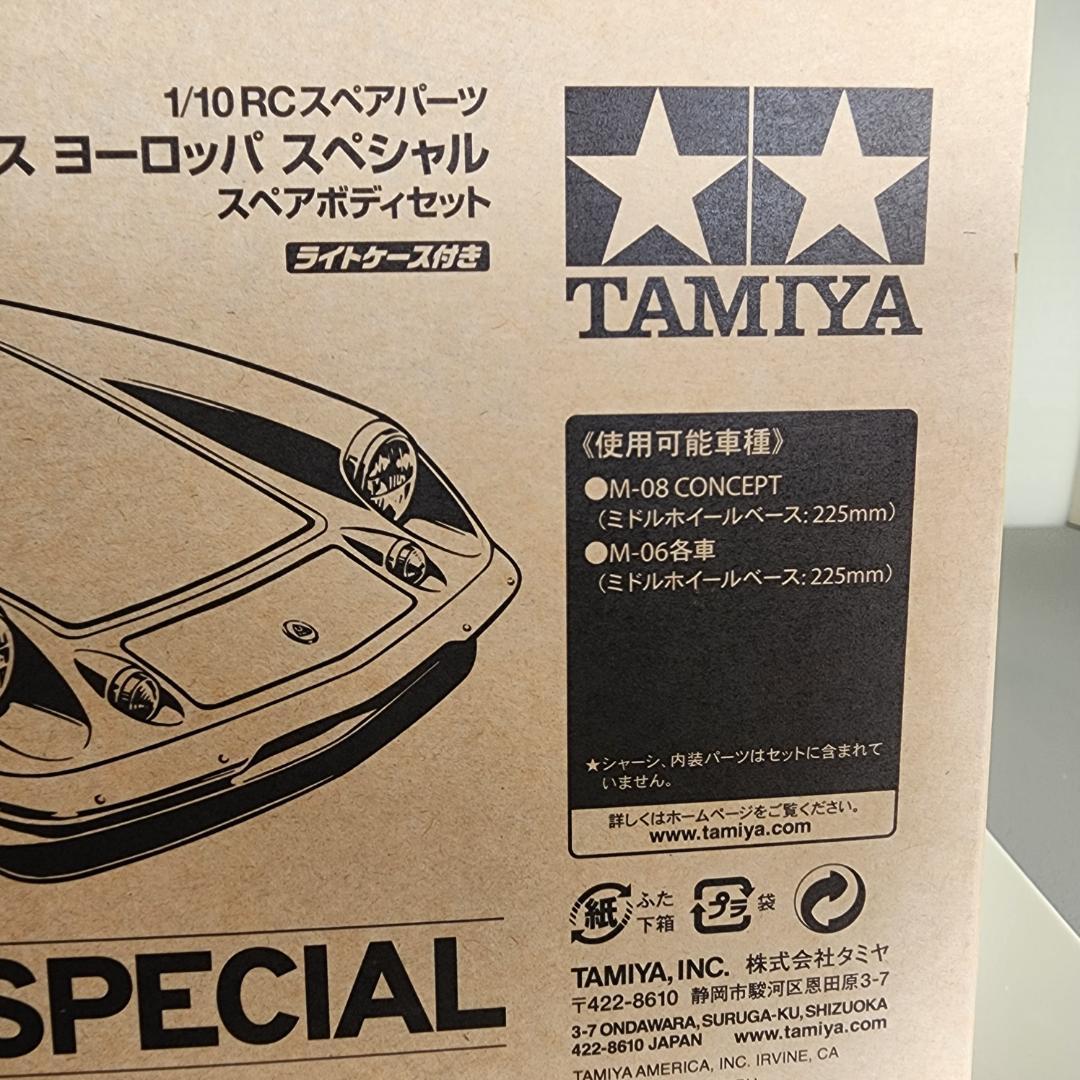 1/10 RCスペアパーツ
ス ヨーロッパ スペシャル
スペアボディセット
ライトケース付き
TAMIYA
《使用可能車種》
●M-08 CONCEPT
（ミドルホイールベース: 225mm）
●M-06各車
（ミドルホイールベース: 225mm）
★シャーシ、内装パーツはセットに含まれて
いません。
詳しくはホームページをご覧ください。
www.tamiya.com
紙 ふた
下箱
プラ 袋
SPECIAL
TAMIYA, INC. 株式会社タミヤ
〒422-8610 静岡市駿河区恩田原3-7
3-7 ONDAWARA, SURUGA-KU, SHIZUOKA
422-8610 JAPAN www.tamiya.com
TAMIYA AMERICA, INC. IRVINE, CA